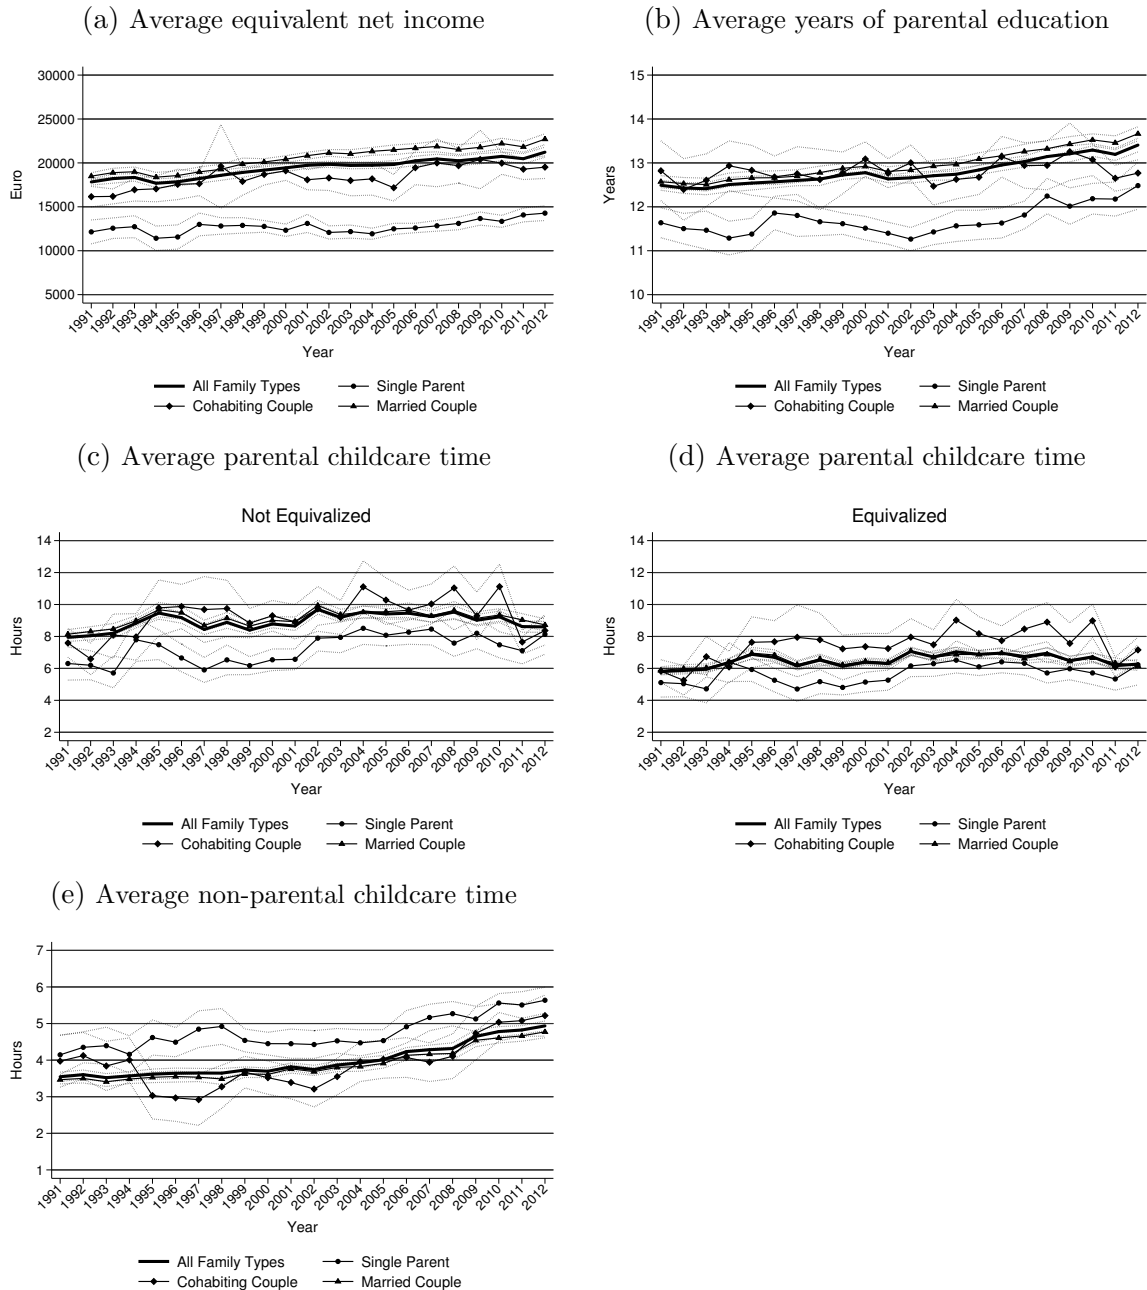 (a) Average equivalent net income
30000
25000
20000
15000
10000
5000
Euro
1991 1992 1993 1994 1995 1996 1997 1998 1999 2000 2001 2002 2003 2004 2005 2006 2007 2008 2009 2010 2011 2012
Year
All Family Types Single Parent
Cohabiting Couple Married Couple
(b) Average years of parental education
15
14
13
12
11
10
Years
1991 1992 1993 1994 1995 1996 1997 1998 1999 2000 2001 2002 2003 2004 2005 2006 2007 2008 2009 2010 2011 2012
Year
All Family Types Single Parent
Cohabiting Couple Married Couple
(c) Average parental childcare time
Not Equivalized
14
12
10
8
6
4
2
Hours
1991 1992 1993 1994 1995 1996 1997 1998 1999 2000 2001 2002 2003 2004 2005 2006 2007 2008 2009 2010 2011 2012
Year
All Family Types Single Parent
Cohabiting Couple Married Couple
(d) Average parental childcare time
Equivalized
14
12
10
8
6
4
2
Hours
1991 1992 1993 1994 1995 1996 1997 1998 1999 2000 2001 2002 2003 2004 2005 2006 2007 2008 2009 2010 2011 2012
Year
All Family Types Single Parent
Cohabiting Couple Married Couple
(e) Average non-parental childcare time
7
6
5
4
3
2
1
Hours
1991 1992 1993 1994 1995 1996 1997 1998 1999 2000 2001 2002 2003 2004 2005 2006 2007 2008 2009 2010 2011 2012
Year
All Family Types Single Parent
Cohabiting Couple Married Couple